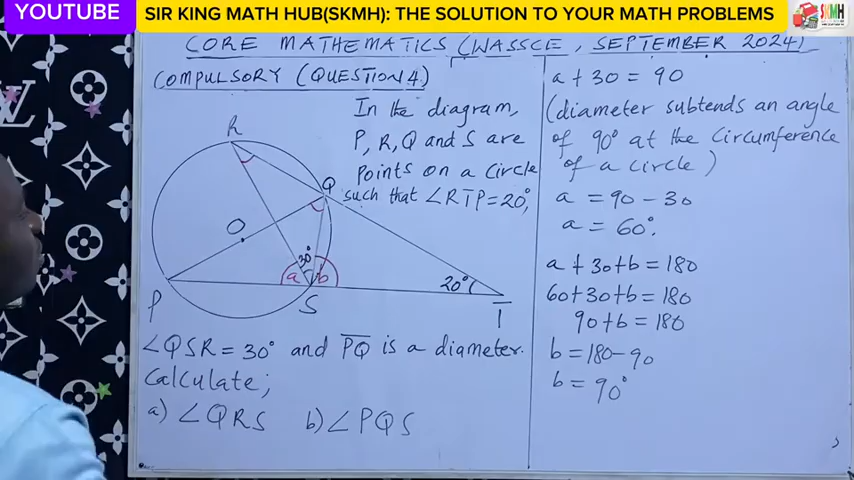 YOUTUBE
SIR KING MATH HUB(SKMH): THE SOLUTION TO YOUR MATH PROBLEMS
SKMH
CORE MATHEMATICS (WASSCE, SEPTEMBER 2024)
COMPULSORY (QUESTION 4)
In the diagram,
P, R, Q and S are
points on a circle
such that ∠RTP=20°,
R
Q
O
30°
a
b
20°
P
S
T
∠QSR = 30° and PQ is a diameter.
Calculate;
a) ∠QRS b) ∠PQS
a + 30 = 90
(diameter subtends an angle
of 90° at the circumference
of a circle)
a = 90 - 30
a = 60°.
a + 30 + b = 180
60 + 30 + b = 180
90 + b = 180
b = 180 - 90
b = 90°